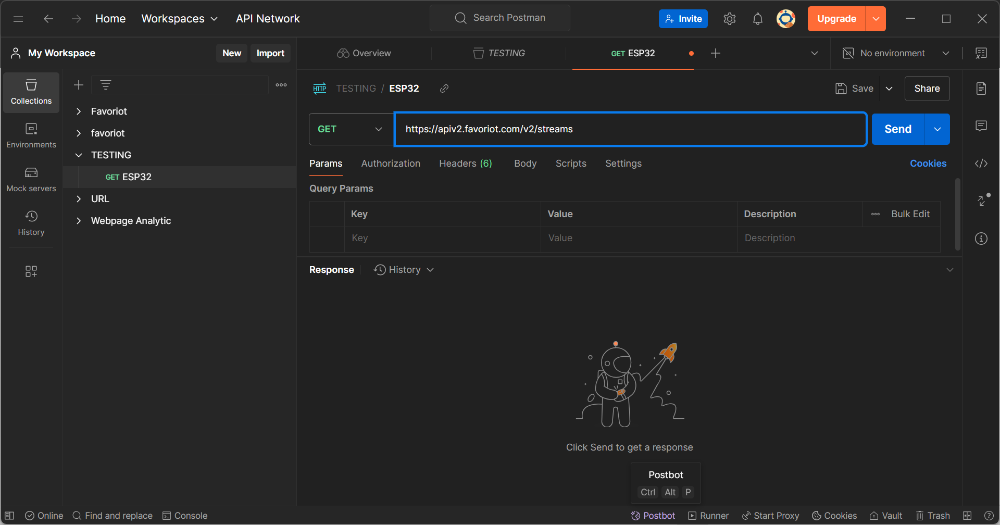 Home Workspaces API Network Search Postman Invite Upgrade
My Workspace New Import Overview TESTING GET ESP32 No environment
Collections
Environments
Mock servers
History
Favoriot
favoriot
TESTING
GET ESP32
URL
Webpage Analytic
HTTP TESTING / ESP32 Save Share
GET https://apiv2.favoriot.com/v2/streams Send
Params Authorization Headers (6) Body Scripts Settings Cookies
Query Params
Key Value Description Bulk Edit
Key Value Description
Response History
Click Send to get a response
Postbot
Ctrl Alt P
Online Find and replace Console Postbot Runner Start Proxy Cookies Vault Trash